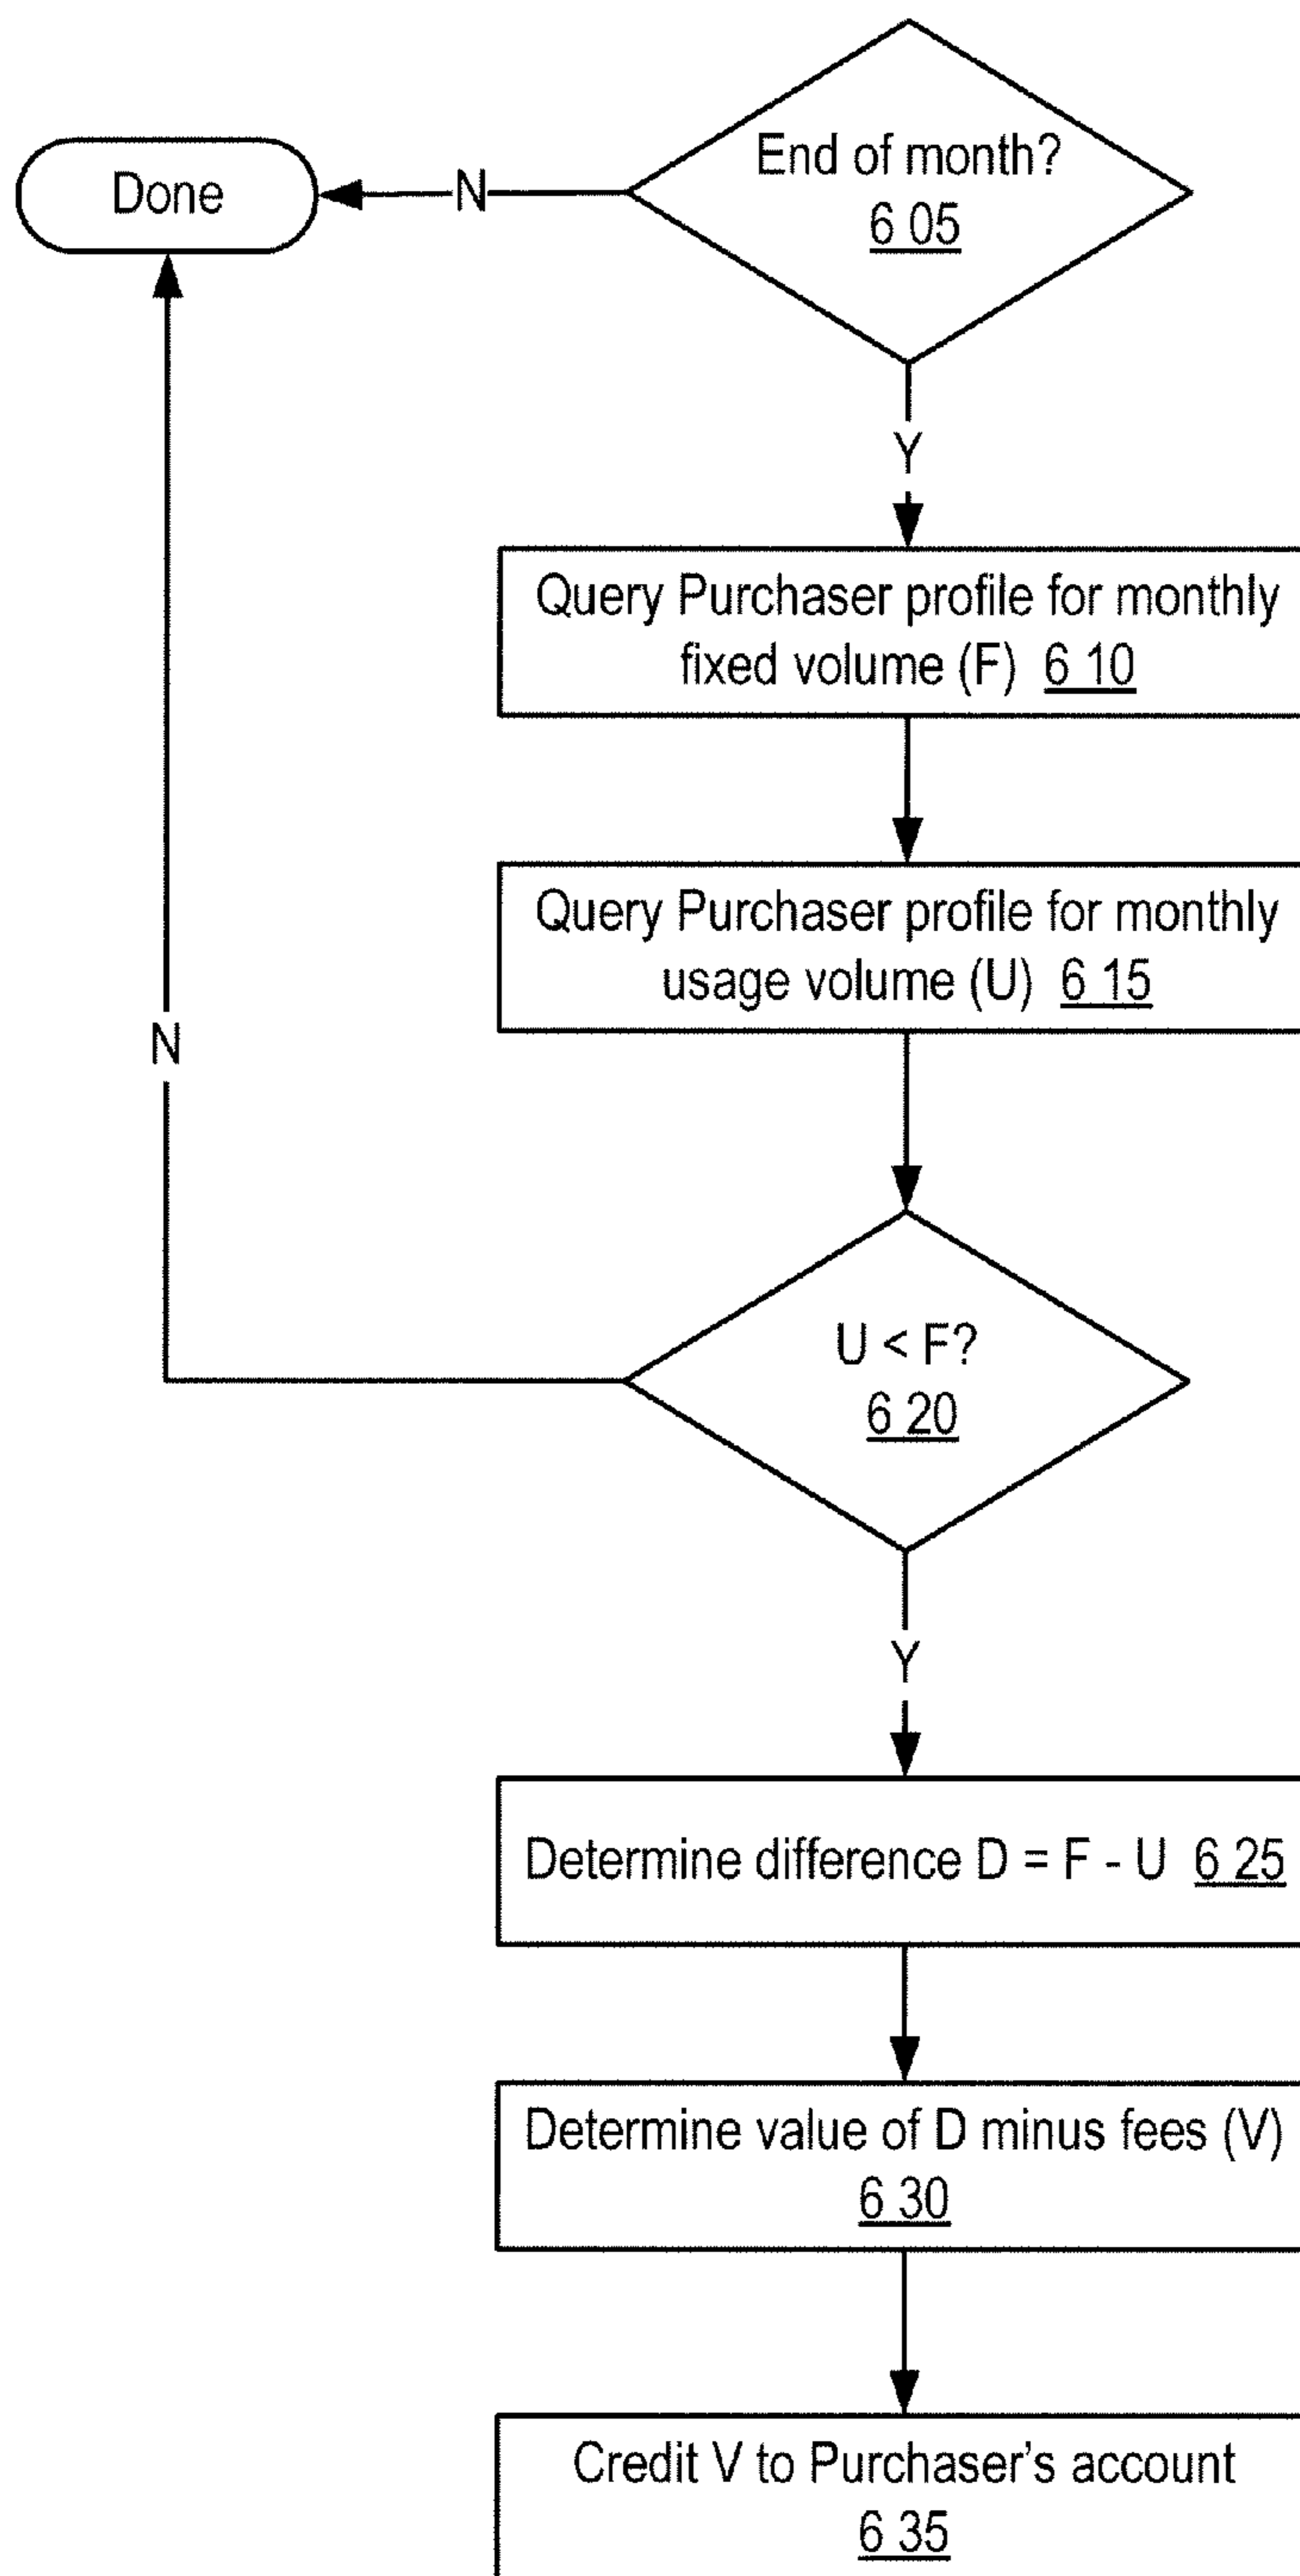 End of month?
6 05
Done
N
Y
Query Purchaser profile for monthly
fixed volume (F) 6 10
Query Purchaser profile for monthly
usage volume (U) 6 15
N
U < F?
6 20
Y
Determine difference D = F - U 6 25
Determine value of D minus fees (V)
6 30
Credit V to Purchaser's account
6 35